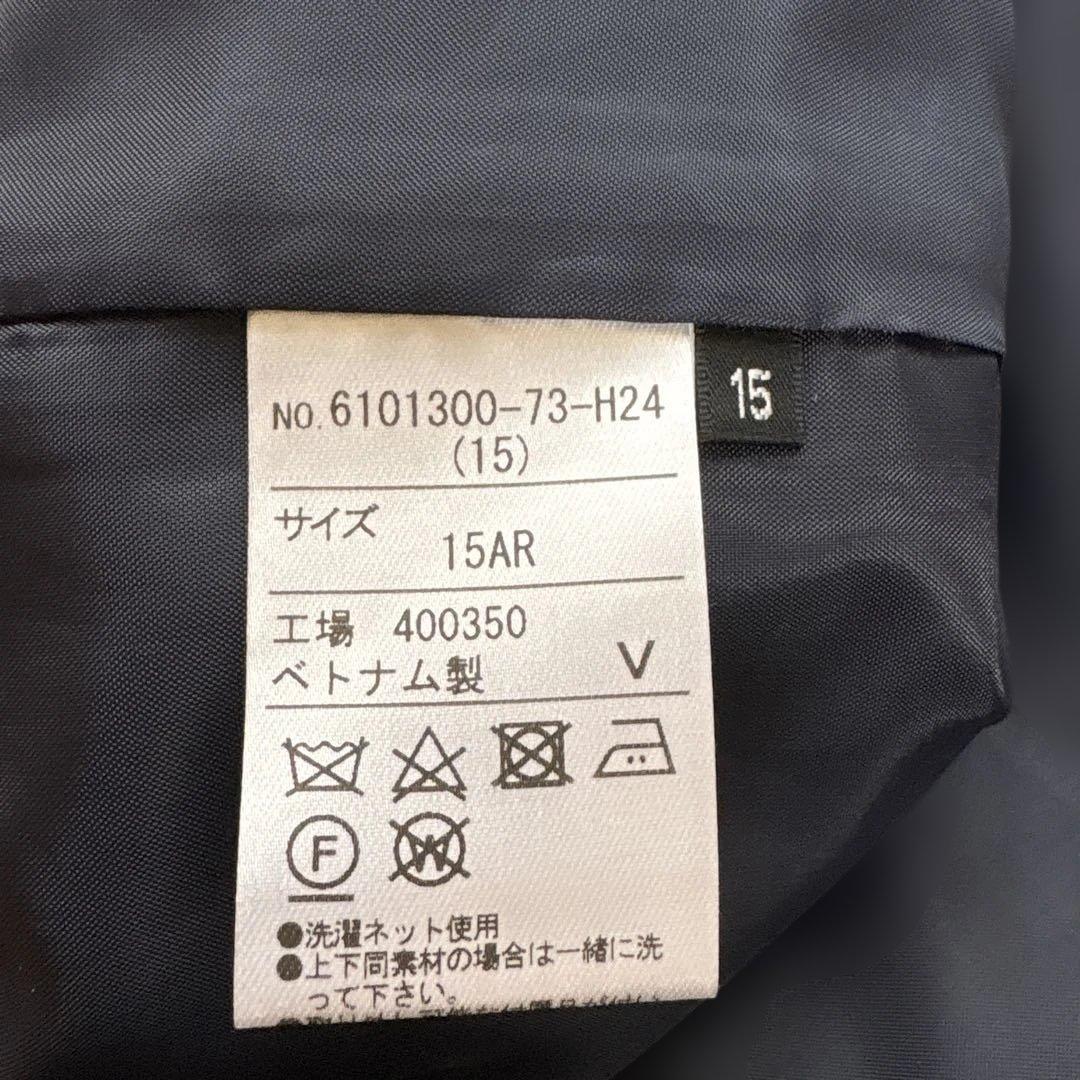 NO. 6101300-73-H24
(15)
15
サイズ
15AR
工場 400350
ベトナム製
V
F
W
●洗濯ネット使用
●上下同素材の場合は一緒に洗
って下さい。